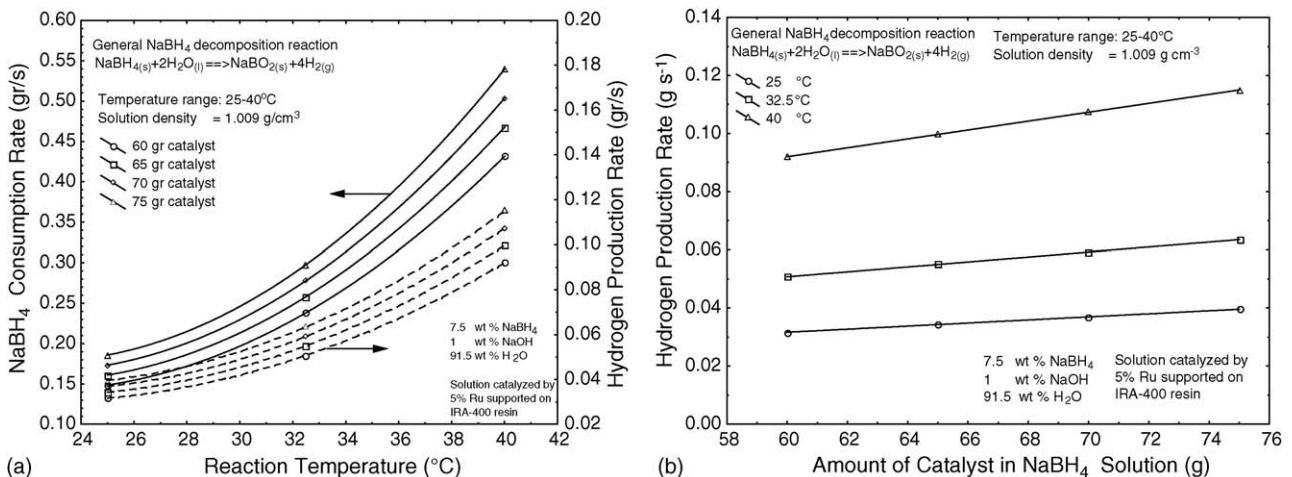 General NaBH4 decomposition reaction
NaBH4(s)+2H2O(l)==>NaBO2(s)+4H2(g)
Temperature range: 25-40°C
Solution density = 1.009 g/cm3
60 gr catalyst
65 gr catalyst
70 gr catalyst
75 gr catalyst
7.5 wt % NaBH4
1 wt % NaOH
91.5 wt % H2O
Solution catalyzed by
5% Ru supported on
IRA-400 resin
NaBH4 Consumption Rate (gr/s)
0.60
0.55
0.50
0.45
0.40
0.35
0.30
0.25
0.20
0.15
0.10
Hydrogen Production Rate (gr/s)
0.20
0.18
0.16
0.14
0.12
0.10
0.08
0.06
0.04
0.02
24 26 28 30 32 34 36 38 40 42
(a) Reaction Temperature (°C)
General NaBH4 decomposition reaction
NaBH4(s)+2H2O(l)==>NaBO2(s)+4H2(g)
Temperature range: 25-40°C
Solution density: 1.009 g cm-3
25 °C
32.5°C
40 °C
7.5 wt % NaBH4
1 wt % NaOH
91.5 wt % H2O
Solution catalyzed by
5% Ru supported on
IRA-400 resin
Hydrogen Production Rate (g s-1)
0.14
0.12
0.10
0.08
0.06
0.04
0.02
0.00
58 60 62 64 66 68 70 72 74 76
(b) Amount of Catalyst in NaBH4 Solution (g)